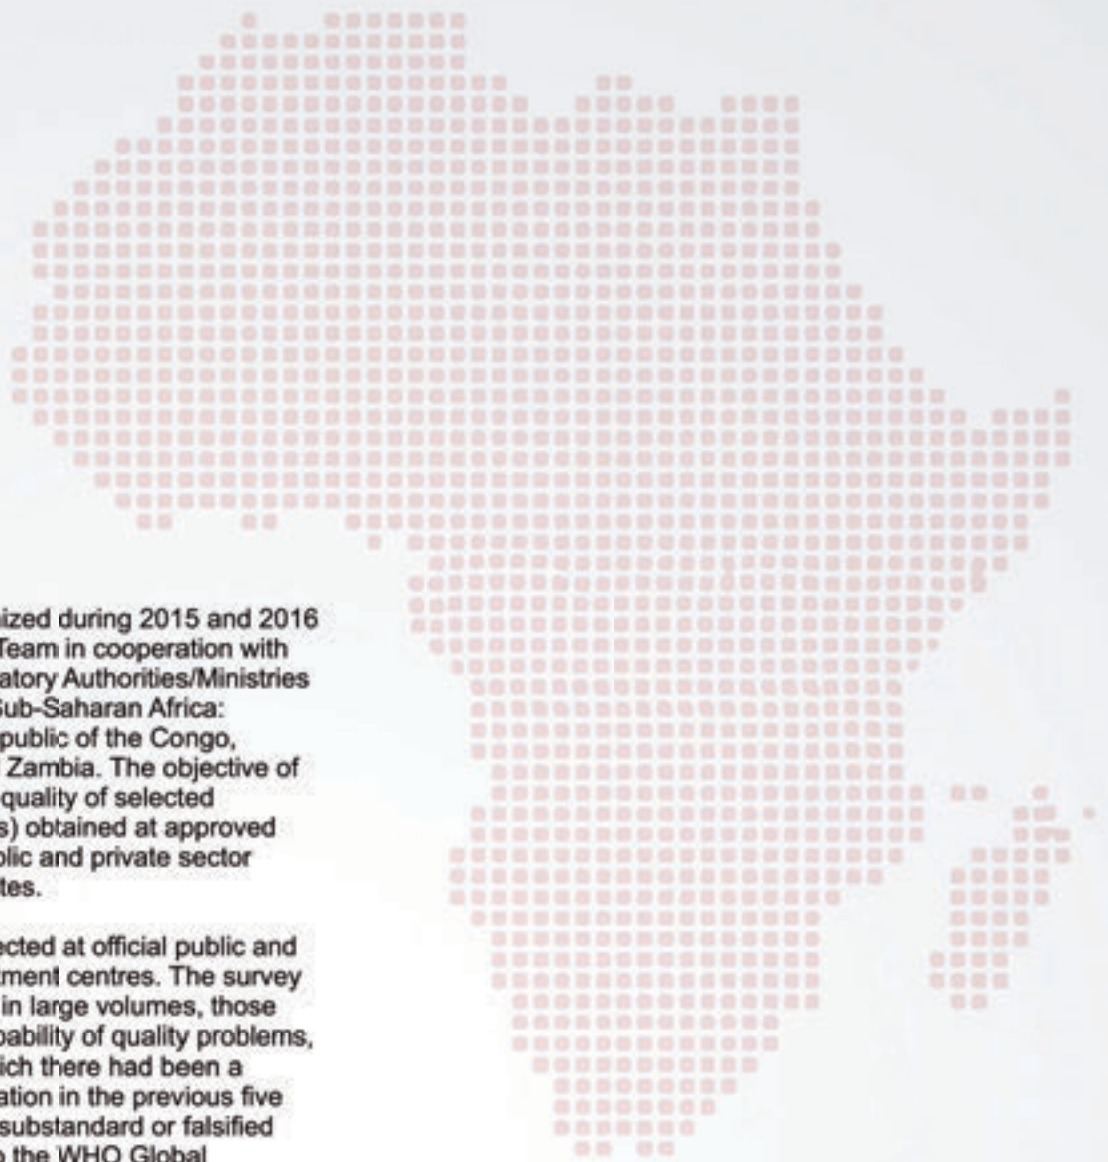 ized during 2015 and 2016
Team in cooperation with
atory Authorities/Ministries
Sub-Saharan Africa:
public of the Congo,
Zambia. The objective of
quality of selected
s) obtained at approved
blic and private sector
tes.
ected at official public and
tment centres. The survey
in large volumes, those
bability of quality problems,
ich there had been a
ation in the previous five
substandard or falsified
o the WHO Global